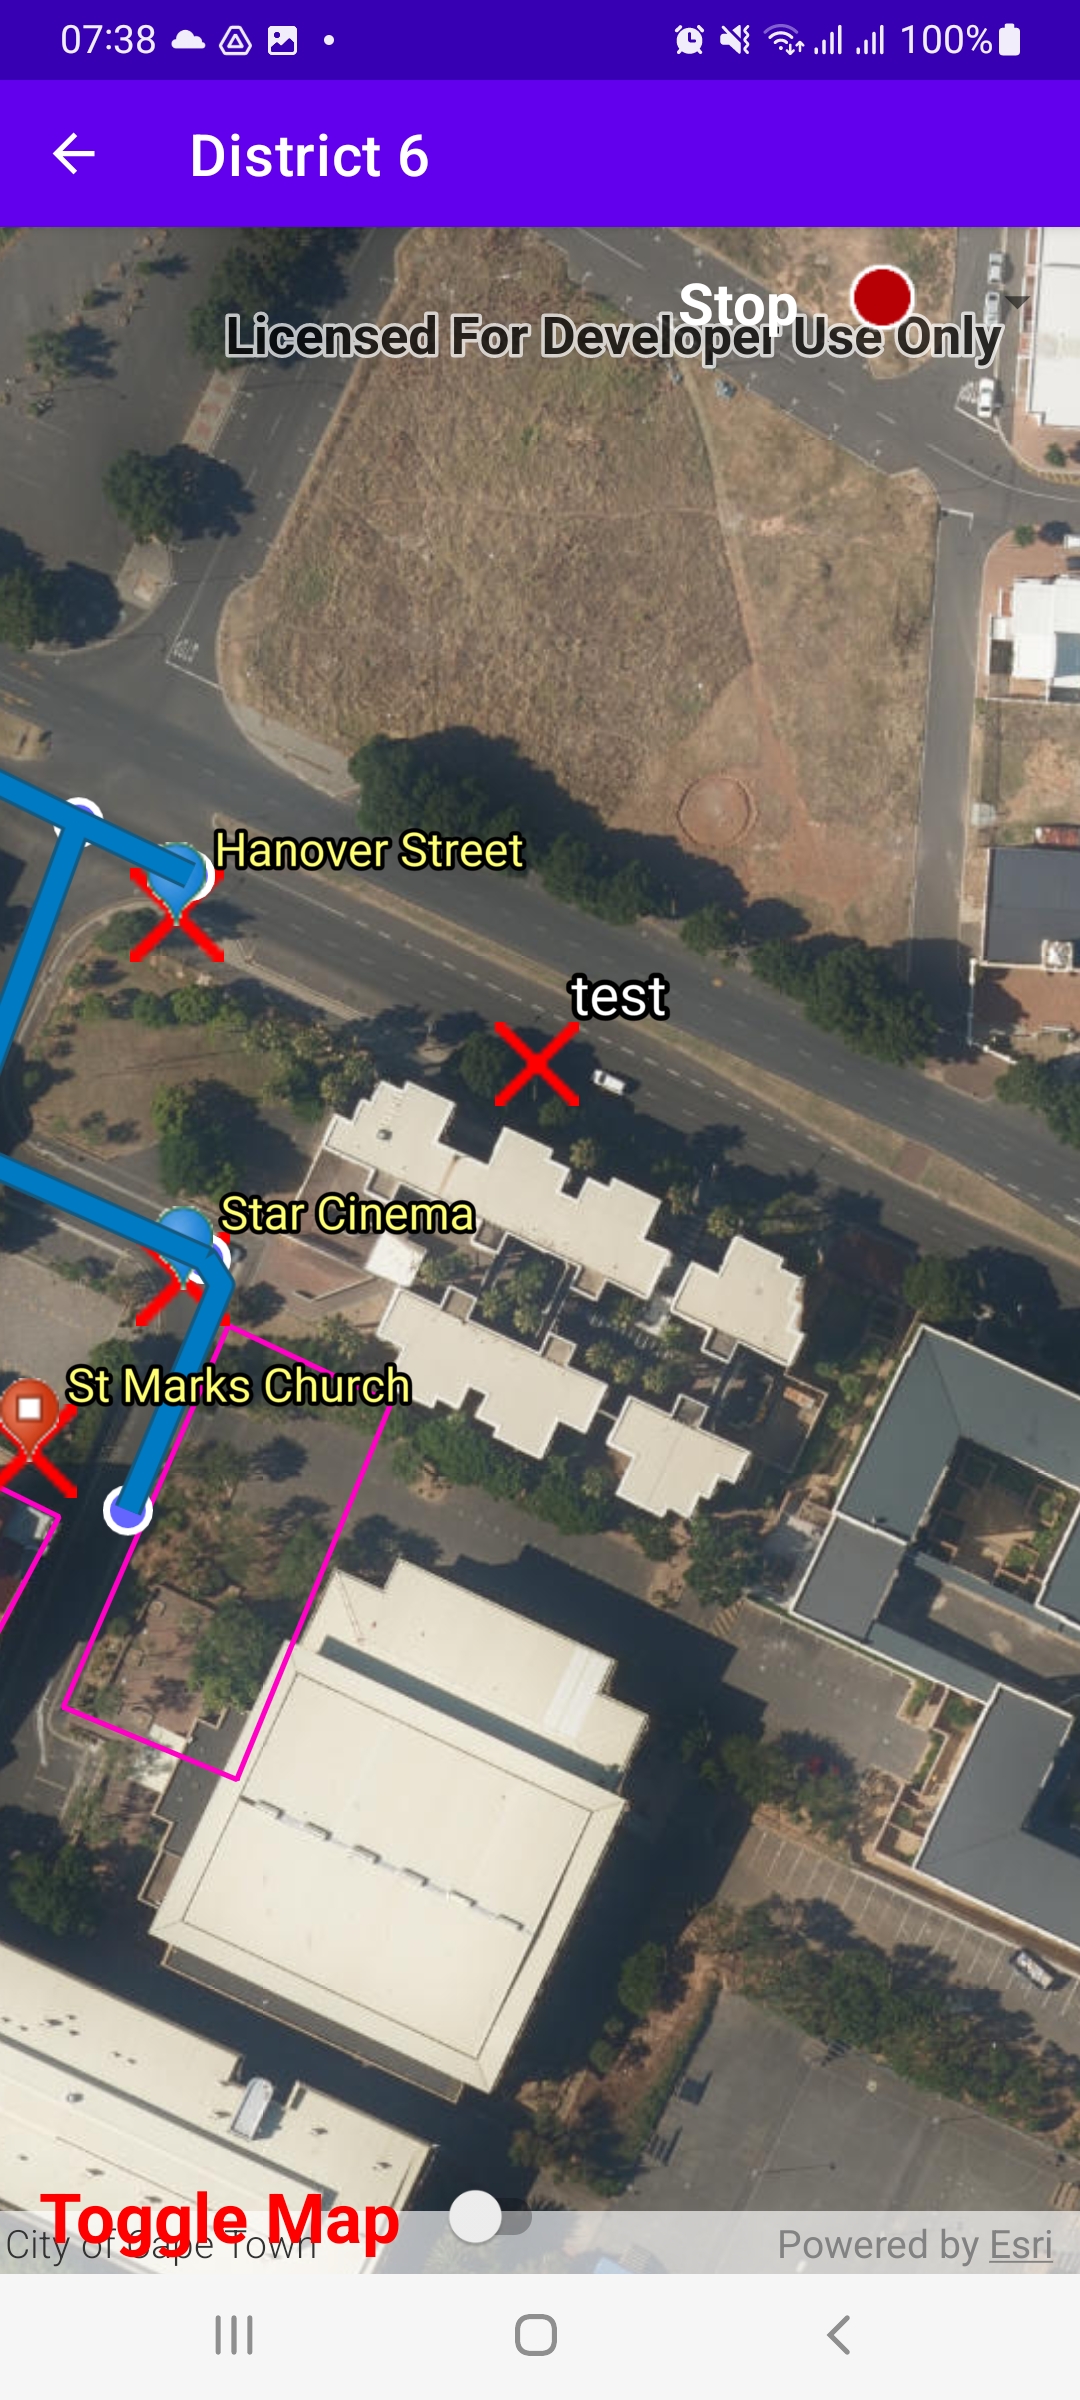 07:38
100%
District 6
Stop
Licensed For Developer Use Only
Hanover Street
test
Star Cinema
St Marks Church
Toggle Map
City of Cape Town
Powered by Esri